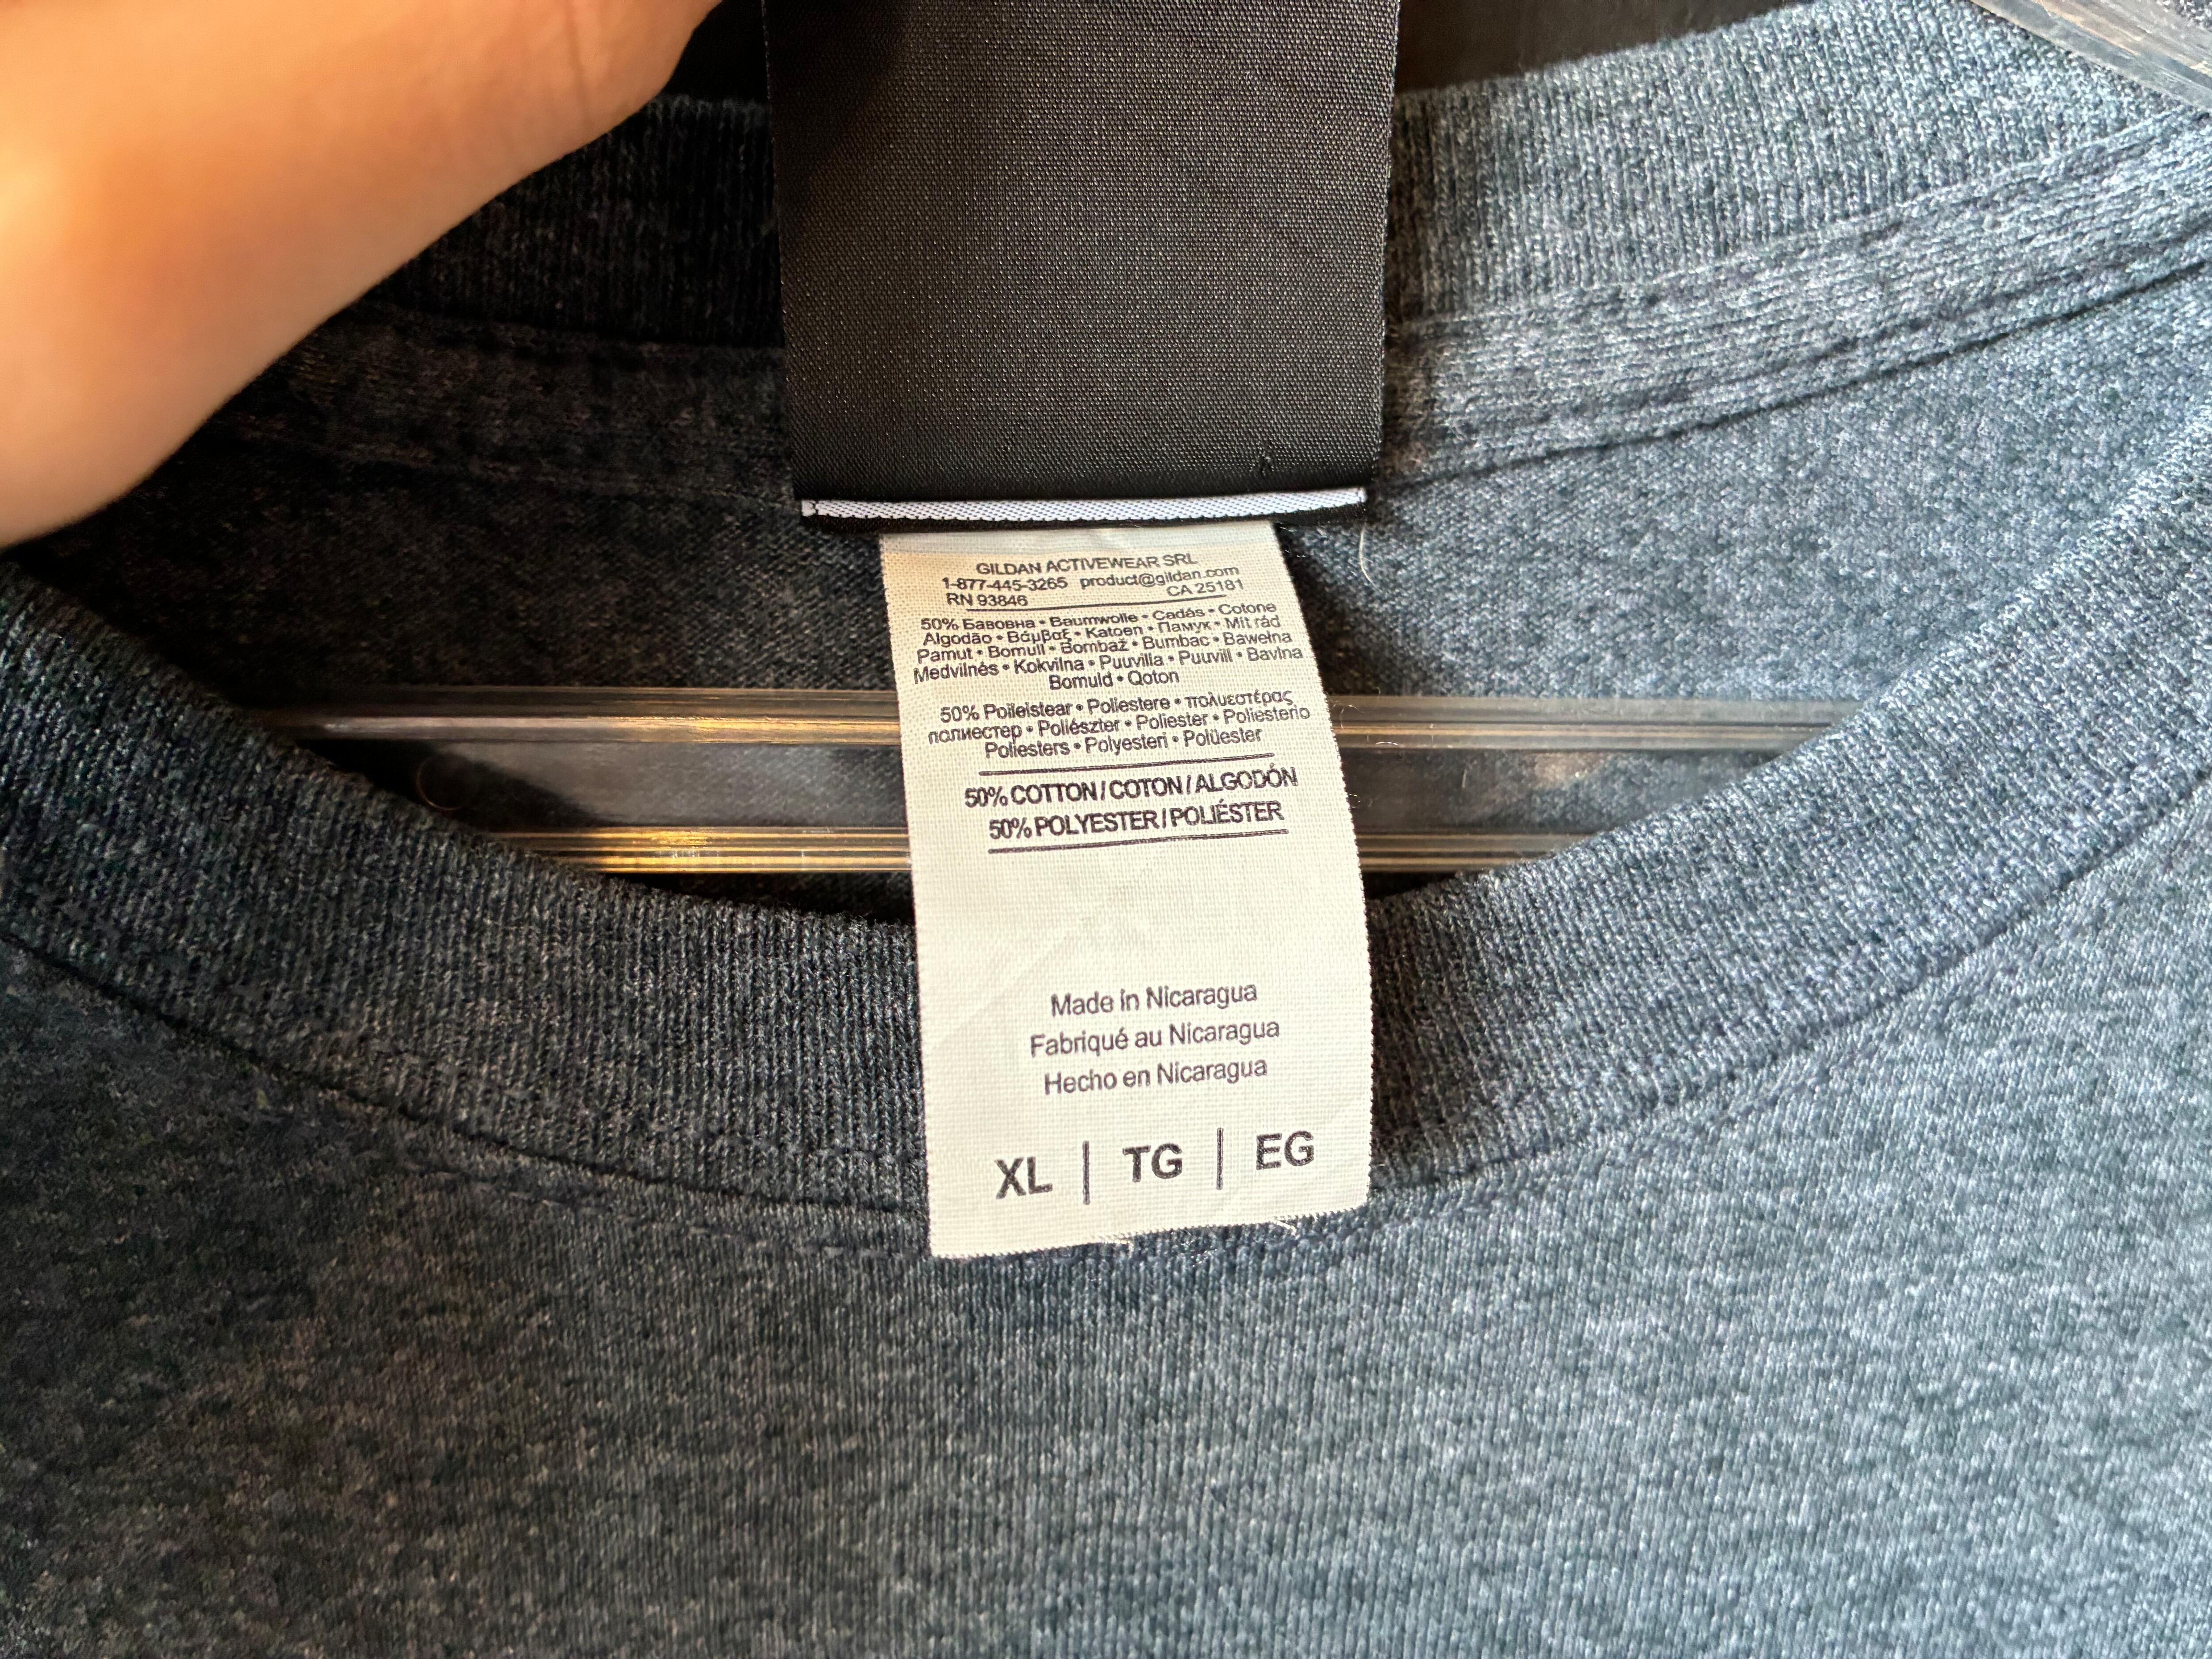 GILDAN ACTIVEWEAR SRL
1-877-445-3265 product@gildan.com
RN 93846 CA 25181
50% Бавовна • Baumwolle • Cadás • Cotone
Algodão • Βάμβαξ • Katoen • Памук • Mit rád
Pamut • Bomull • Bombaž • Bumbac • Bawełna
Medvilnės • Kokvilna • Puuvilla • Puuvill • Bavlna
Bomuld • Qoton
50% Poileistear • Poliestere • πολυεστέρας
полиестер • Poliészter • Poliester • Poliesterio
Poliesters • Polyesteri • Polüester
50% COTTON / COTON / ALGODÓN
50% POLYESTER / POLIÉSTER
Made in Nicaragua
Fabriqué au Nicaragua
Hecho en Nicaragua
XL | TG | EG